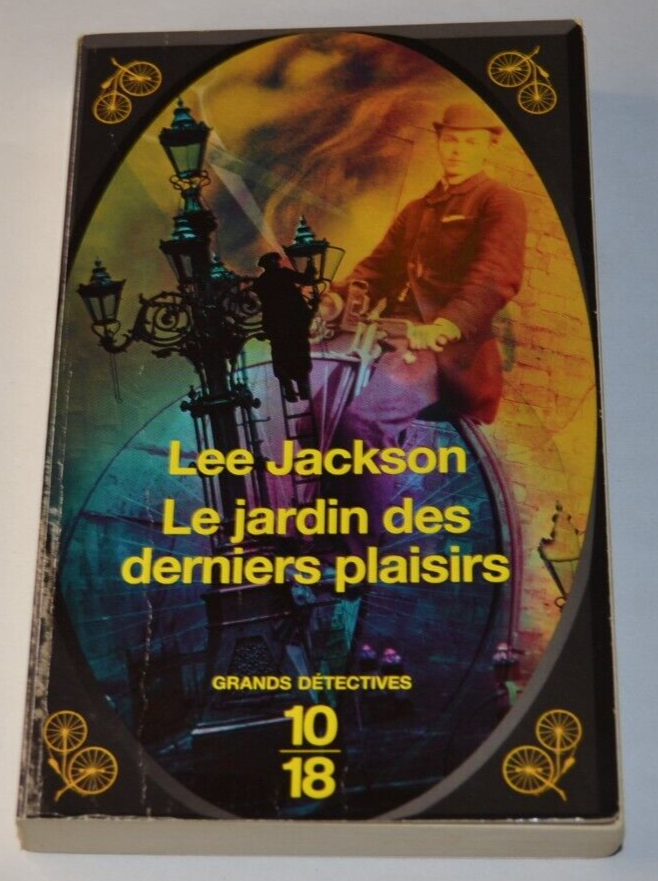 Lee Jackson
Le jardin des
derniers plaisirs
GRANDS DÉTECTIVES
10
18